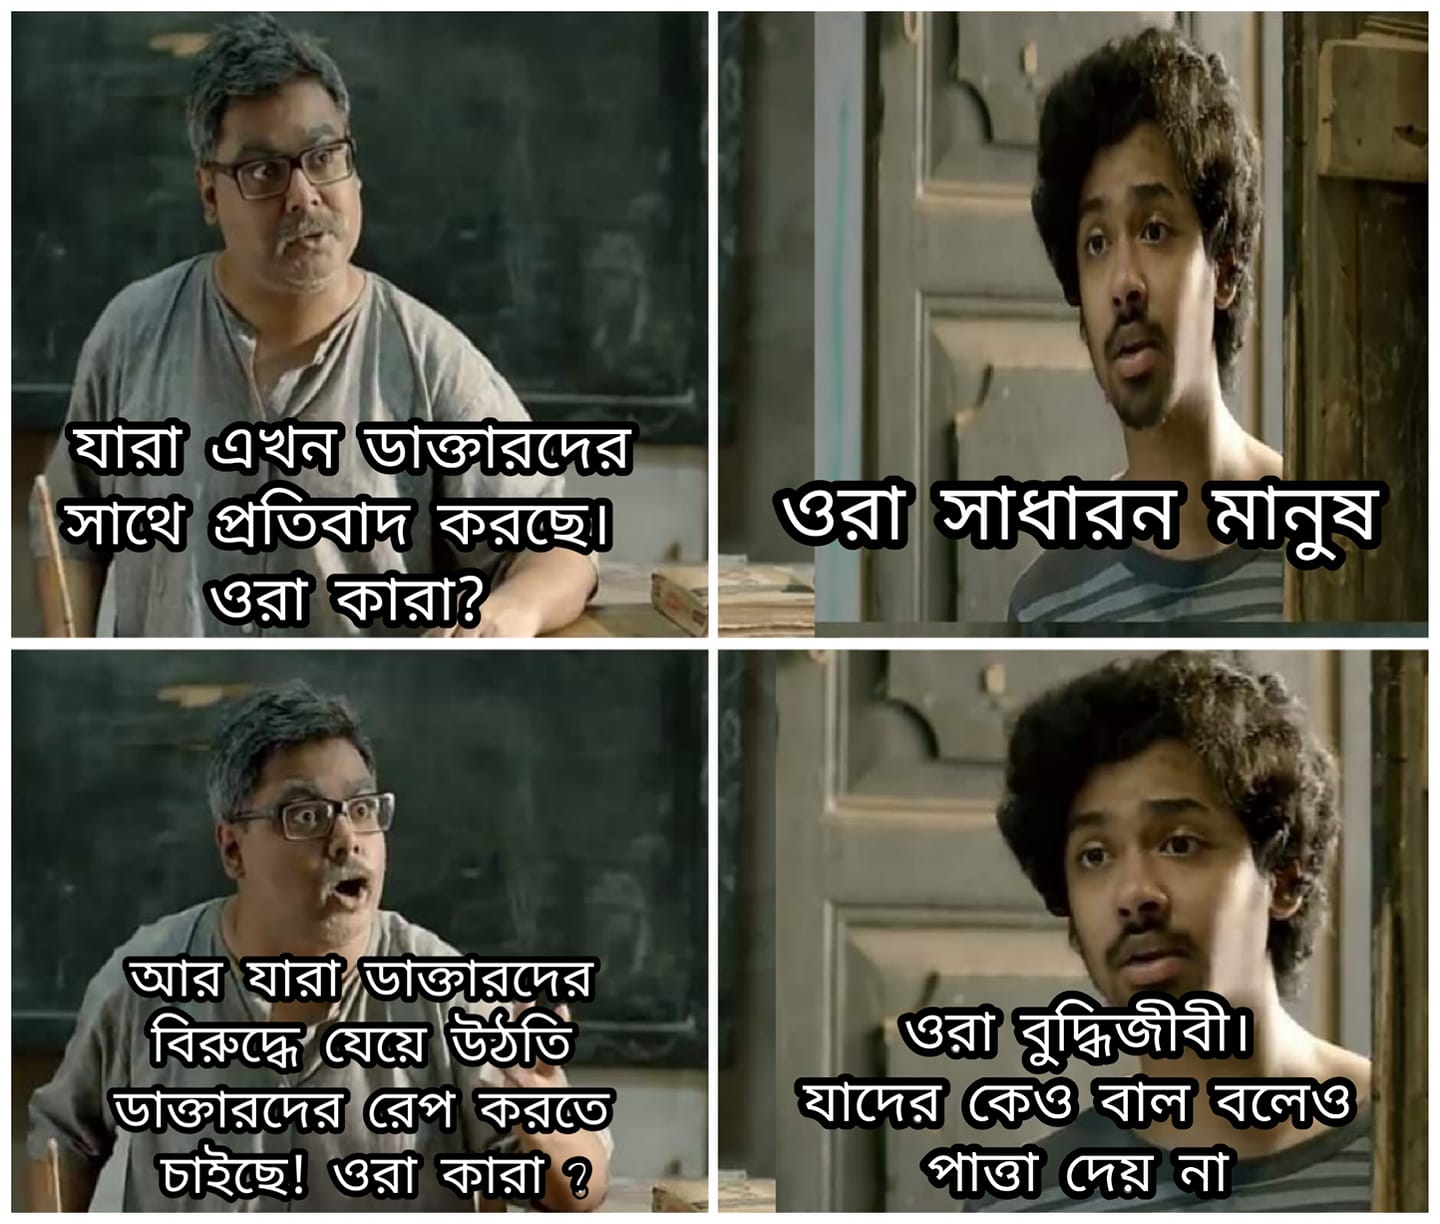 যারা এখন ডাক্তারদের
সাথে প্রতিবাদ করছে।
ওরা কারা?
ওরা সাধারন মানুষ
আর যারা ডাক্তারদের
বিরুদ্ধে যেয়ে উঠতি
ডাক্তারদের রেপ করতে
চাইছে! ওরা কারা ?
ওরা বুদ্ধিজীবী।
যাদের কেও বাল বলেও
পাত্তা দেয় না